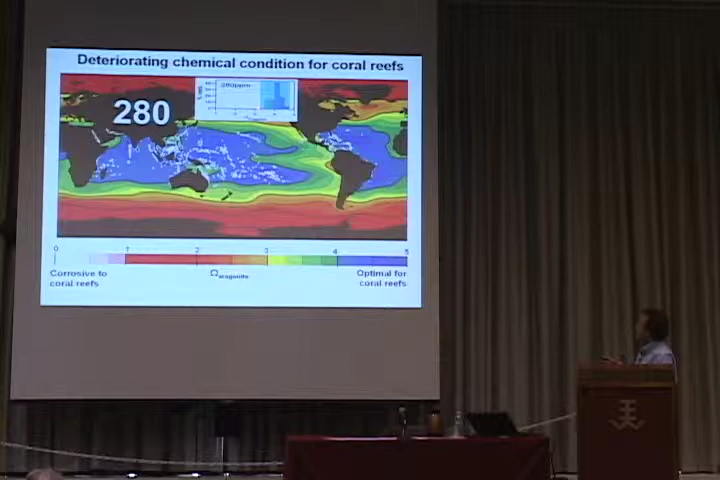 Deteriorating chemical condition for coral reefs
280ppm
280
0 1 2 3 4 5
Corrosive to
coral reefs
Ωaragonite
Optimal for
coral reefs